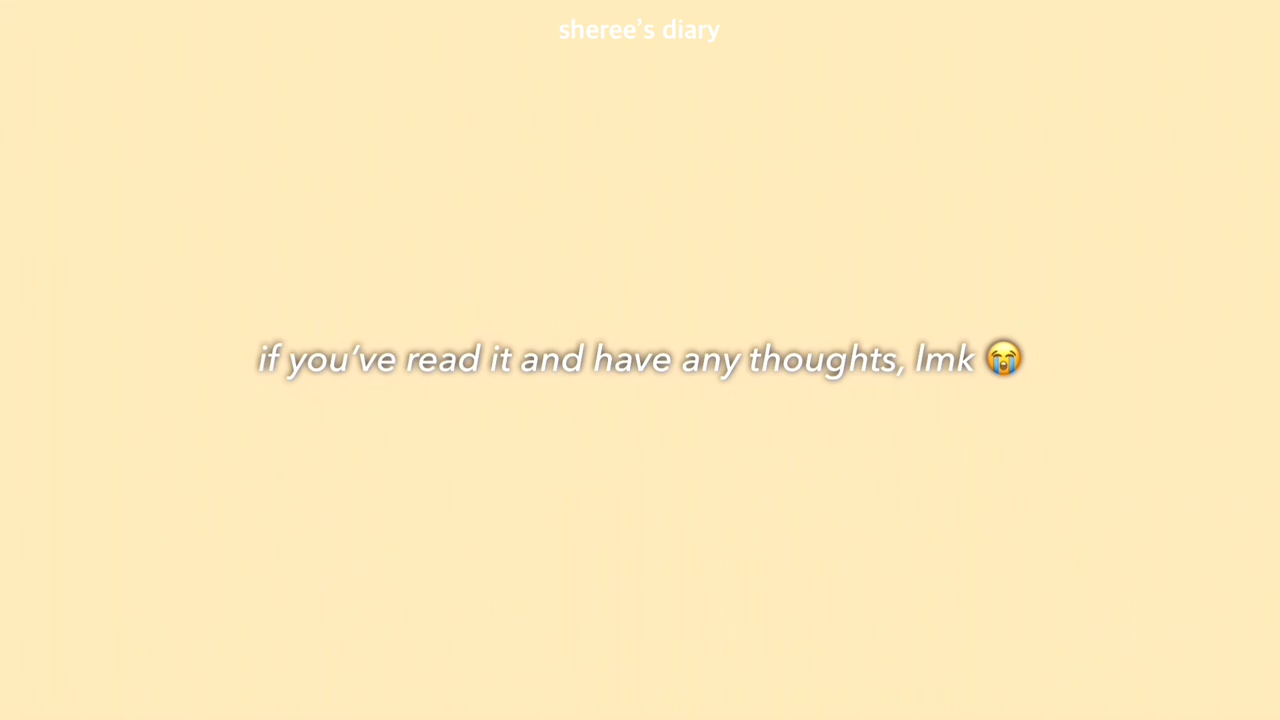 sheree’s diary
if you’ve read it and have any thoughts, lmk 😭